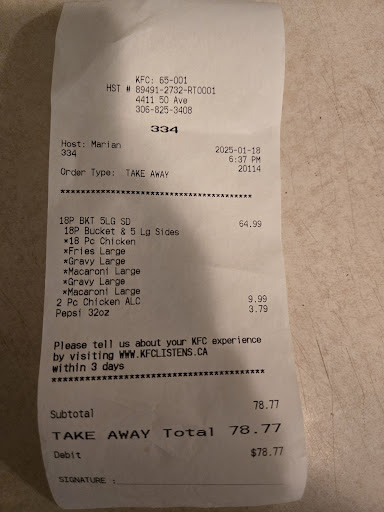 KFC: 65-001
HST # 89491-2732-RT0001
4411 50 Ave
306-825-3408
334
Host: Marian 2025-01-18
334 6:37 PM
20114
Order Type: TAKE AWAY
******************************************
18P BKT 5LG SD 64.99
18P Bucket & 5 Lg Sides
*18 Pc Chicken
*Fries Large
*Gravy Large
*Macaroni Large
*Gravy Large
*Macaroni Large
2 Pc Chicken ALC 9.99
Pepsi 32oz 3.79
Please tell us about your KFC experience
by visiting WWW.KFCLISTENS.CA
within 3 days
******************************************
Subtotal 78.77
TAKE AWAY Total 78.77
Debit $78.77
SIGNATURE :